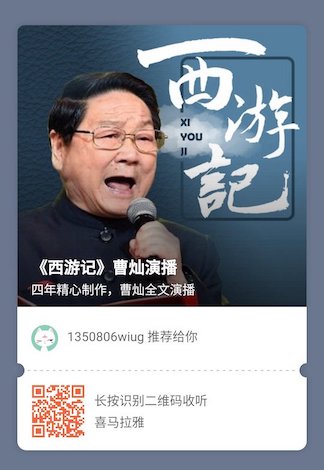 西游記
XI
YOU
JI
《西游记》曹灿演播
四年精心制作，曹灿全文演播
1350806wiug 推荐给你
长按识别二维码收听
喜马拉雅